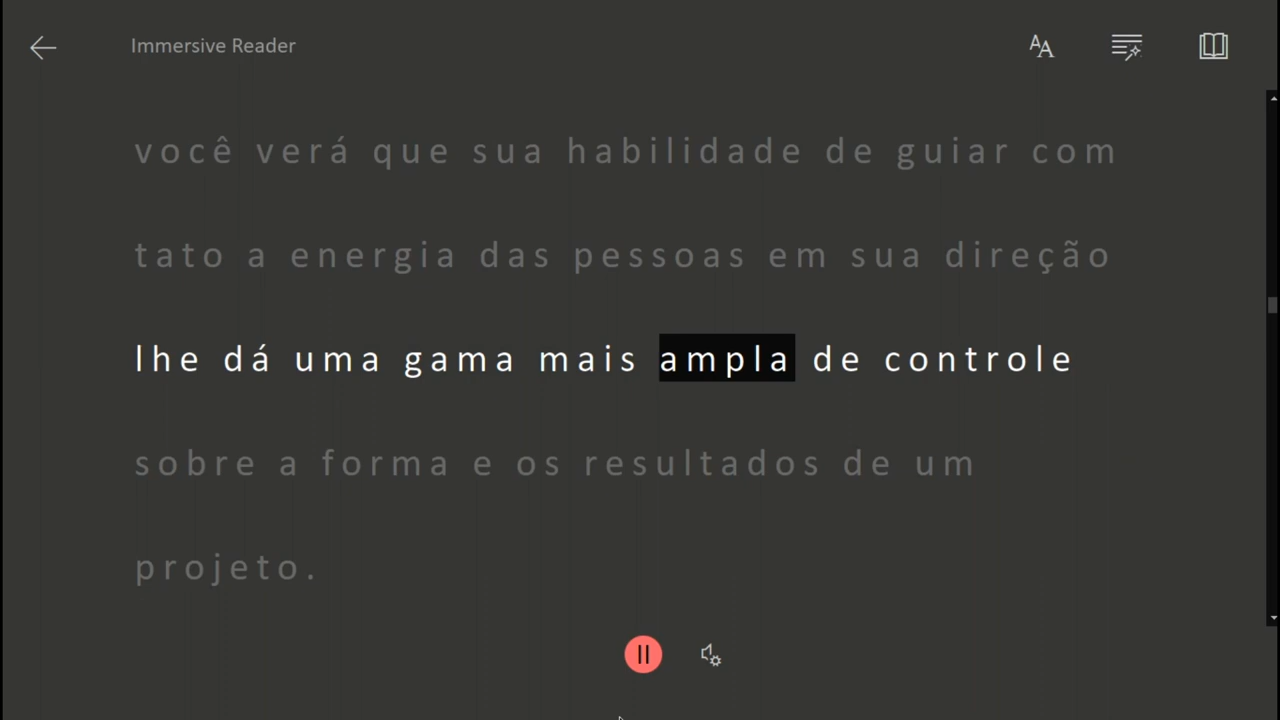 Immersive Reader
você verá que sua habilidade de guiar com
tato a energia das pessoas em sua direção
lhe dá uma gama mais ampla de controle
sobre a forma e os resultados de um
projeto.